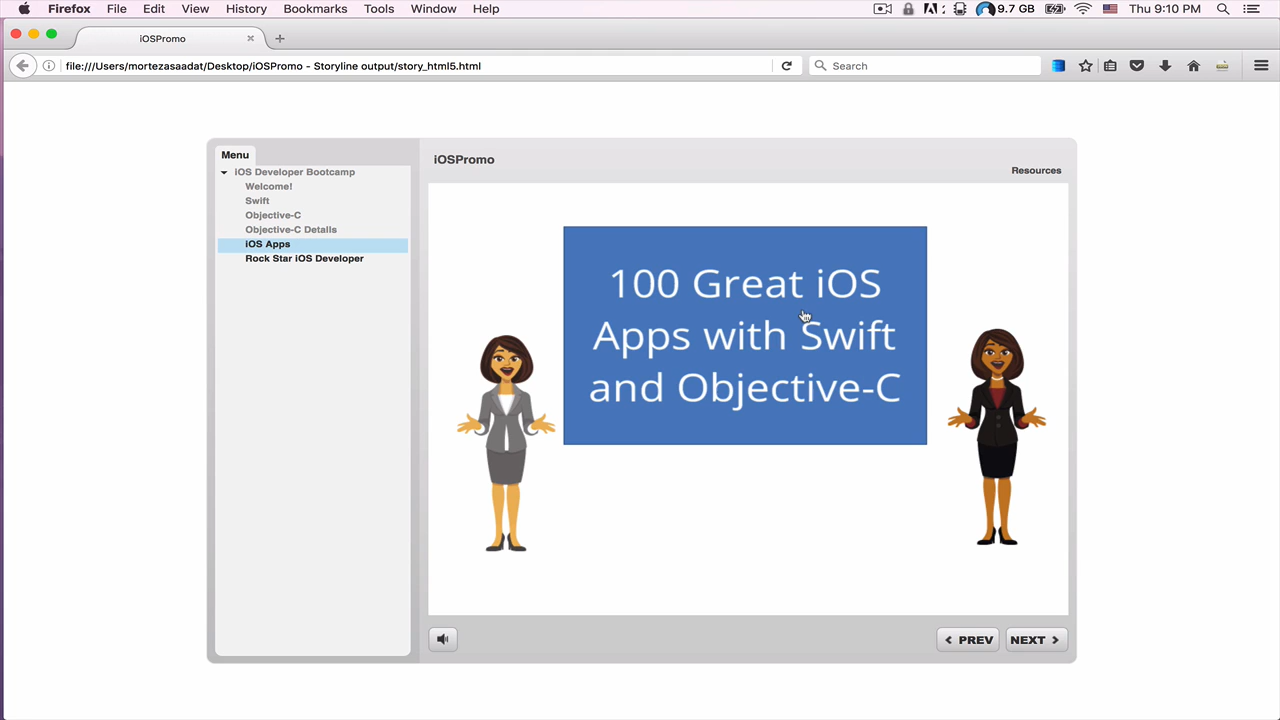 Firefox File Edit View History Bookmarks Tools Window Help
2 9.7 GB Thu 9:10 PM
iOSPromo
file:///Users/mortezasaadat/Desktop/iOSPromo - Storyline output/story_html5.html
Search
Menu
iOS Developer Bootcamp
Welcome!
Swift
Objective-C
Objective-C Details
iOS Apps
Rock Star iOS Developer
iOSPromo
Resources
100 Great iOS
Apps with Swift
and Objective-C
PREV
NEXT